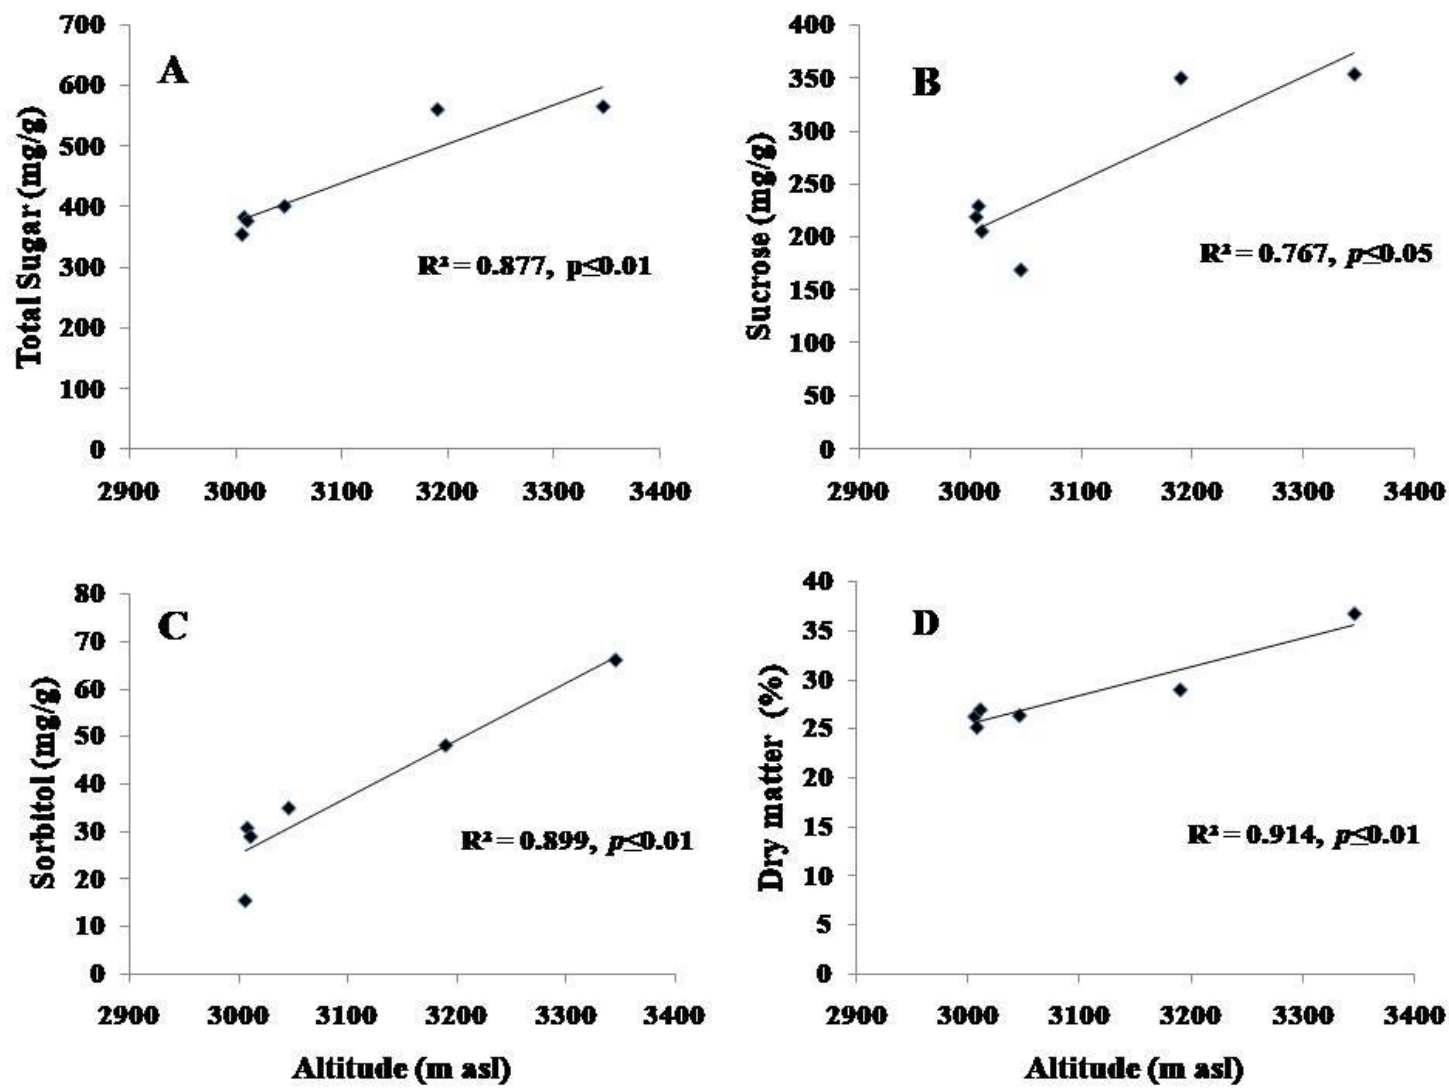 A
Total Sugar (mg/g)
700
600
500
400
300
200
100
0
2900 3000 3100 3200 3300 3400
R² = 0.877, p≤0.01
B
Sucrose (mg/g)
400
350
300
250
200
150
100
50
0
2900 3000 3100 3200 3300 3400
R² = 0.767, p≤0.05
C
Sorbitol (mg/g)
80
70
60
50
40
30
20
10
0
2900 3000 3100 3200 3300 3400
R² = 0.899, p≤0.01
Altitude (m asl)
D
Dry matter (%)
40
35
30
25
20
15
10
5
0
2900 3000 3100 3200 3300 3400
R² = 0.914, p≤0.01
Altitude (m asl)